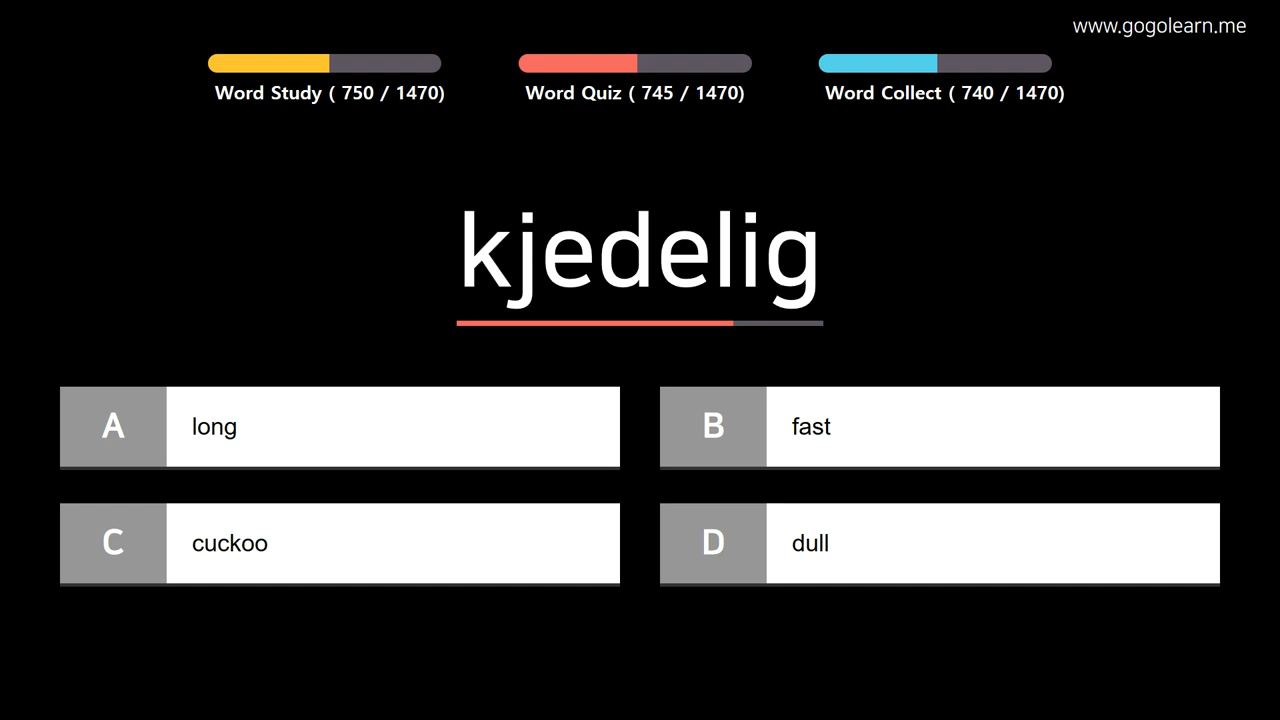 www.gogolearn.me
Word Study ( 750 / 1470)
Word Quiz ( 745 / 1470)
Word Collect ( 740 / 1470)
kjedelig
A long
B fast
C cuckoo
D dull